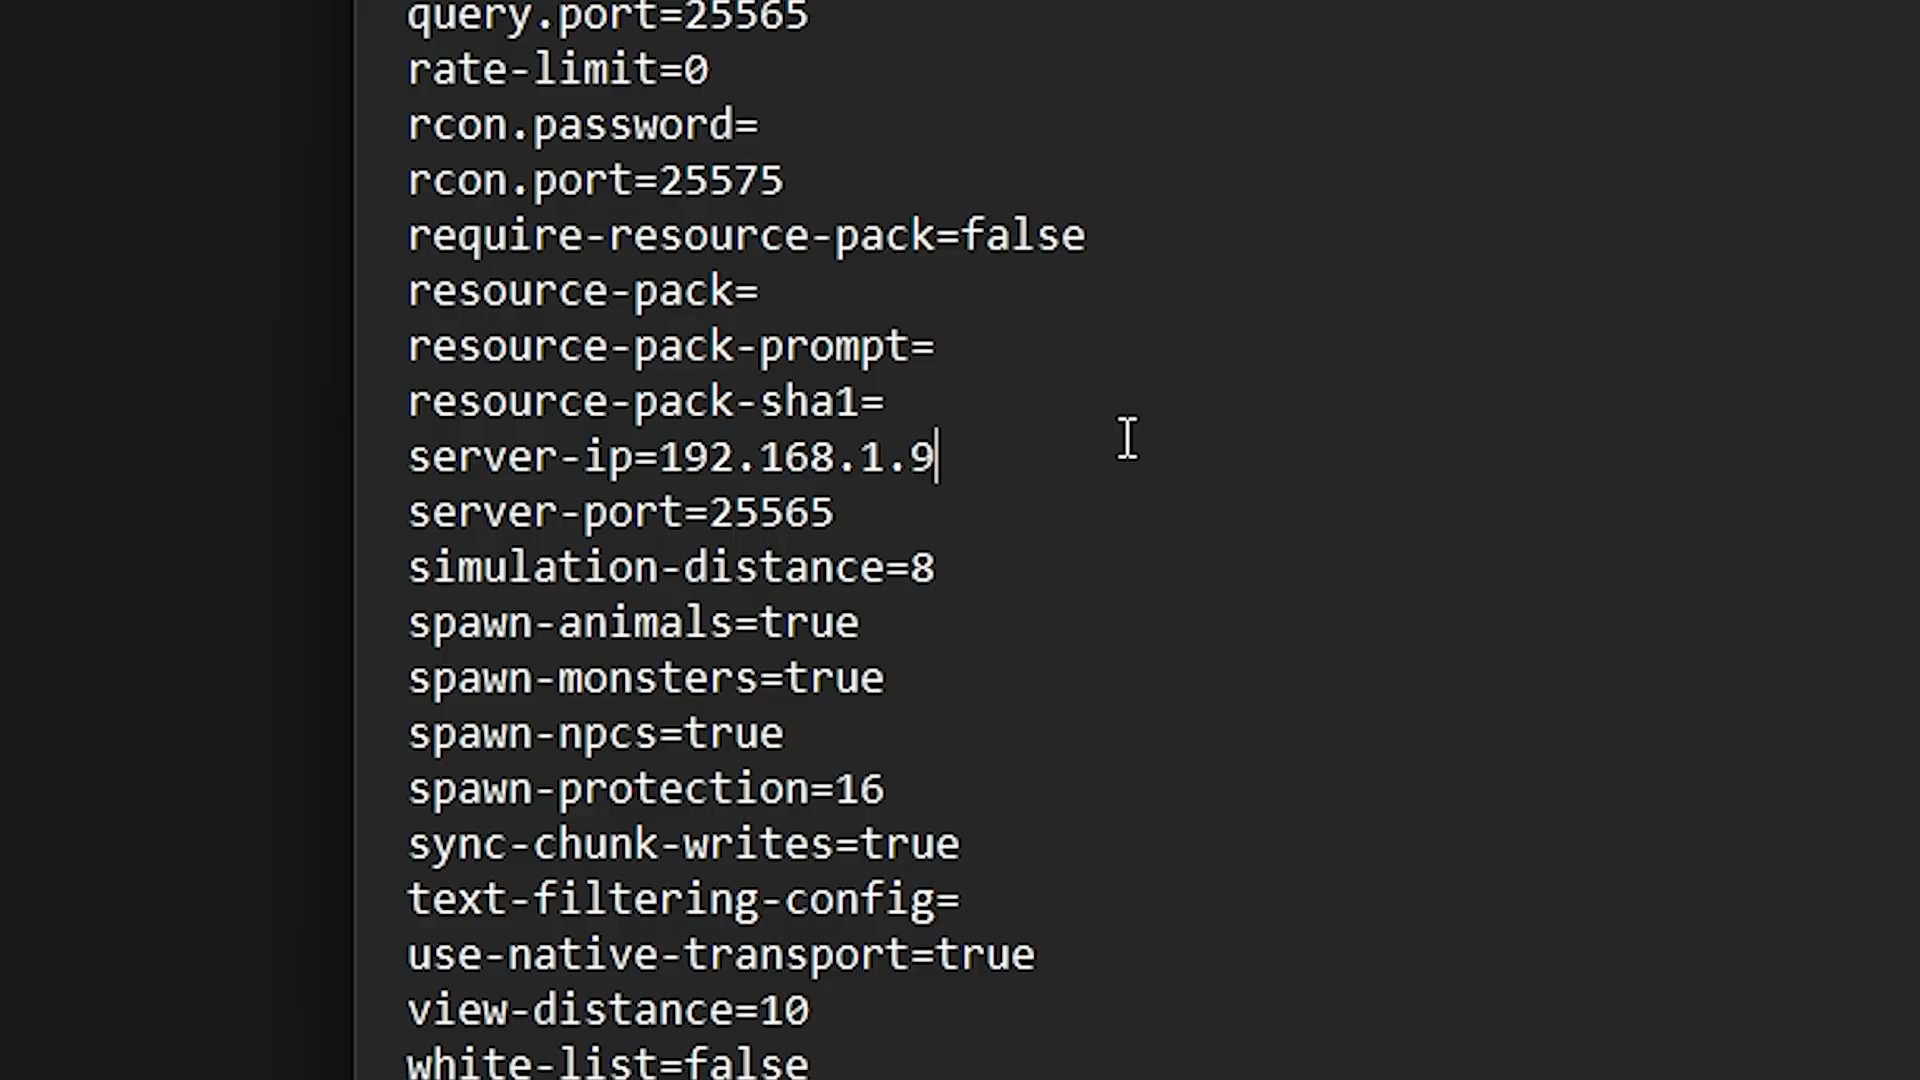 query.port=25565
rate-limit=0
rcon.password=
rcon.port=25575
require-resource-pack=false
resource-pack=
resource-pack-prompt=
resource-pack-sha1=
server-ip=192.168.1.9
server-port=25565
simulation-distance=8
spawn-animals=true
spawn-monsters=true
spawn-npcs=true
spawn-protection=16
sync-chunk-writes=true
text-filtering-config=
use-native-transport=true
view-distance=10
white-list=false